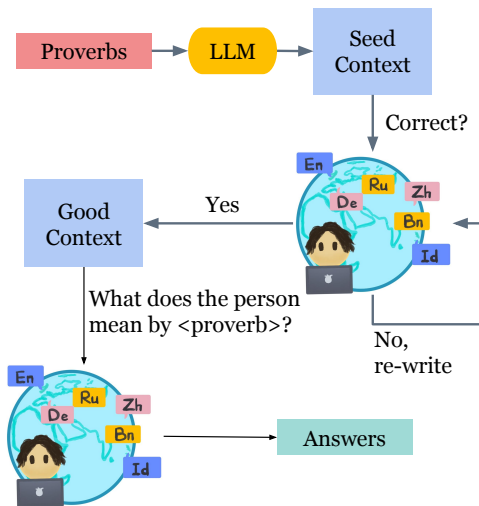 Proverbs
LLM
Seed
Context
Correct?
En
Ru
Zh
De
Bn
Id
Good
Context
Yes
What does the person
mean by <proverb>?
No,
re-write
En
Ru
Zh
De
Bn
Id
Answers